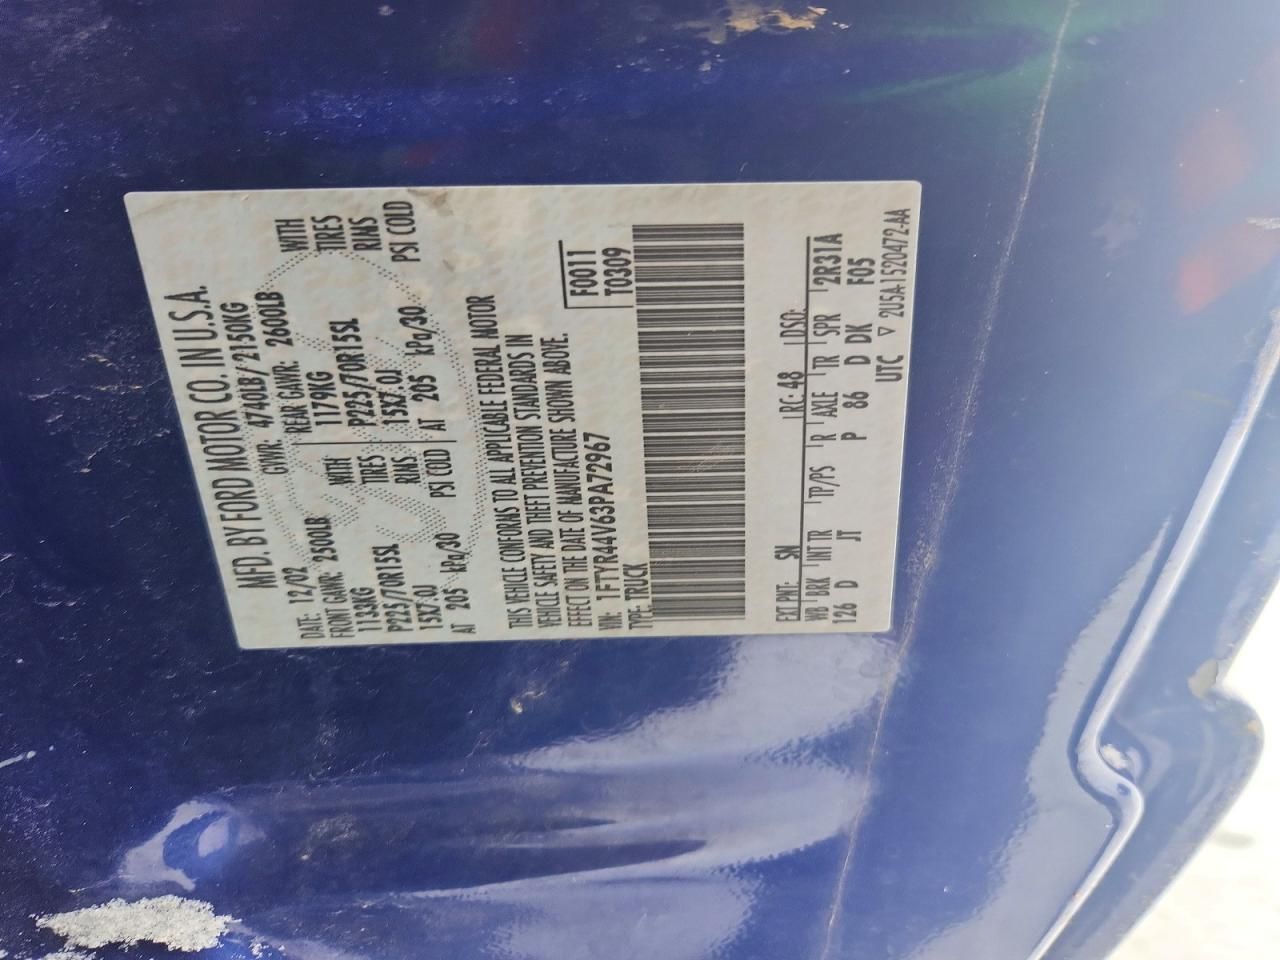 MFD. BY FORD MOTOR CO. IN U.S.A.
DATE: 12/02 GVWR: 4740LB/2150KG
FRONT GAWR: 2500LB REAR GAWR: 2600LB
1133KG WITH 1179KG WITH
P225/70R15SL TIRES P225/70R15SL TIRES
15X7.0J RIMS 15X7.0J RIMS
AT 205 kPa/30 PSI COLD AT 205 kPa/30 PSI COLD
THIS VEHICLE CONFORMS TO ALL APPLICABLE FEDERAL MOTOR
VEHICLE SAFETY AND THEFT PREVENTION STANDARDS IN
EFFECT ON THE DATE OF MANUFACTURE SHOWN ABOVE.
VIN: 1FTYR44V63PA72967 F0011
TYPE: TRUCK T0309
EXT PNT: SN RC: 48 DSO:
WB BRK INT TR TP/PS R AXLE TR SPR 2R31A
126 D JT P 86 D DK F05
UTC ▽ 2U5A-1520472-AA